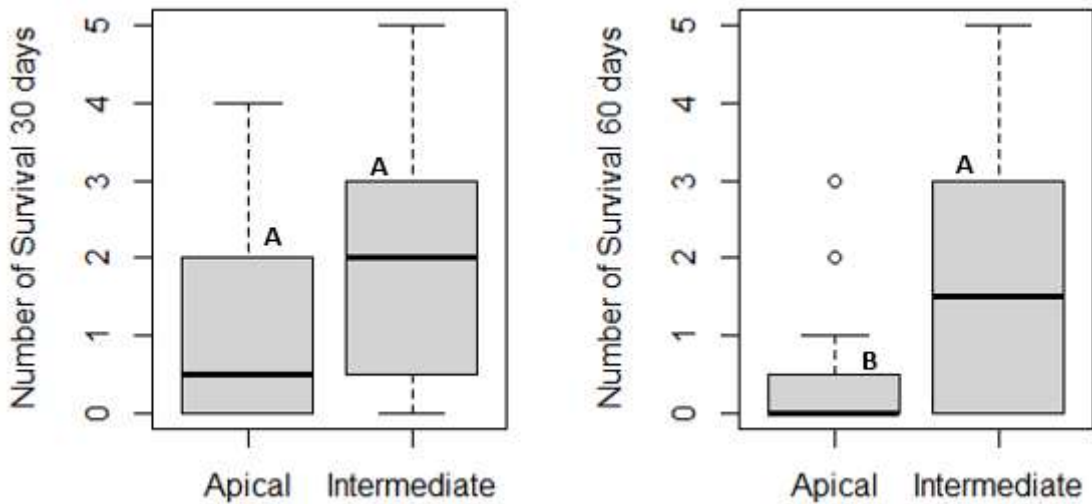 Number of Survival 30 days
5
4
3
2
1
0
A
A
Apical
Intermediate
Number of Survival 60 days
5
4
3
2
1
0
A
B
Apical
Intermediate